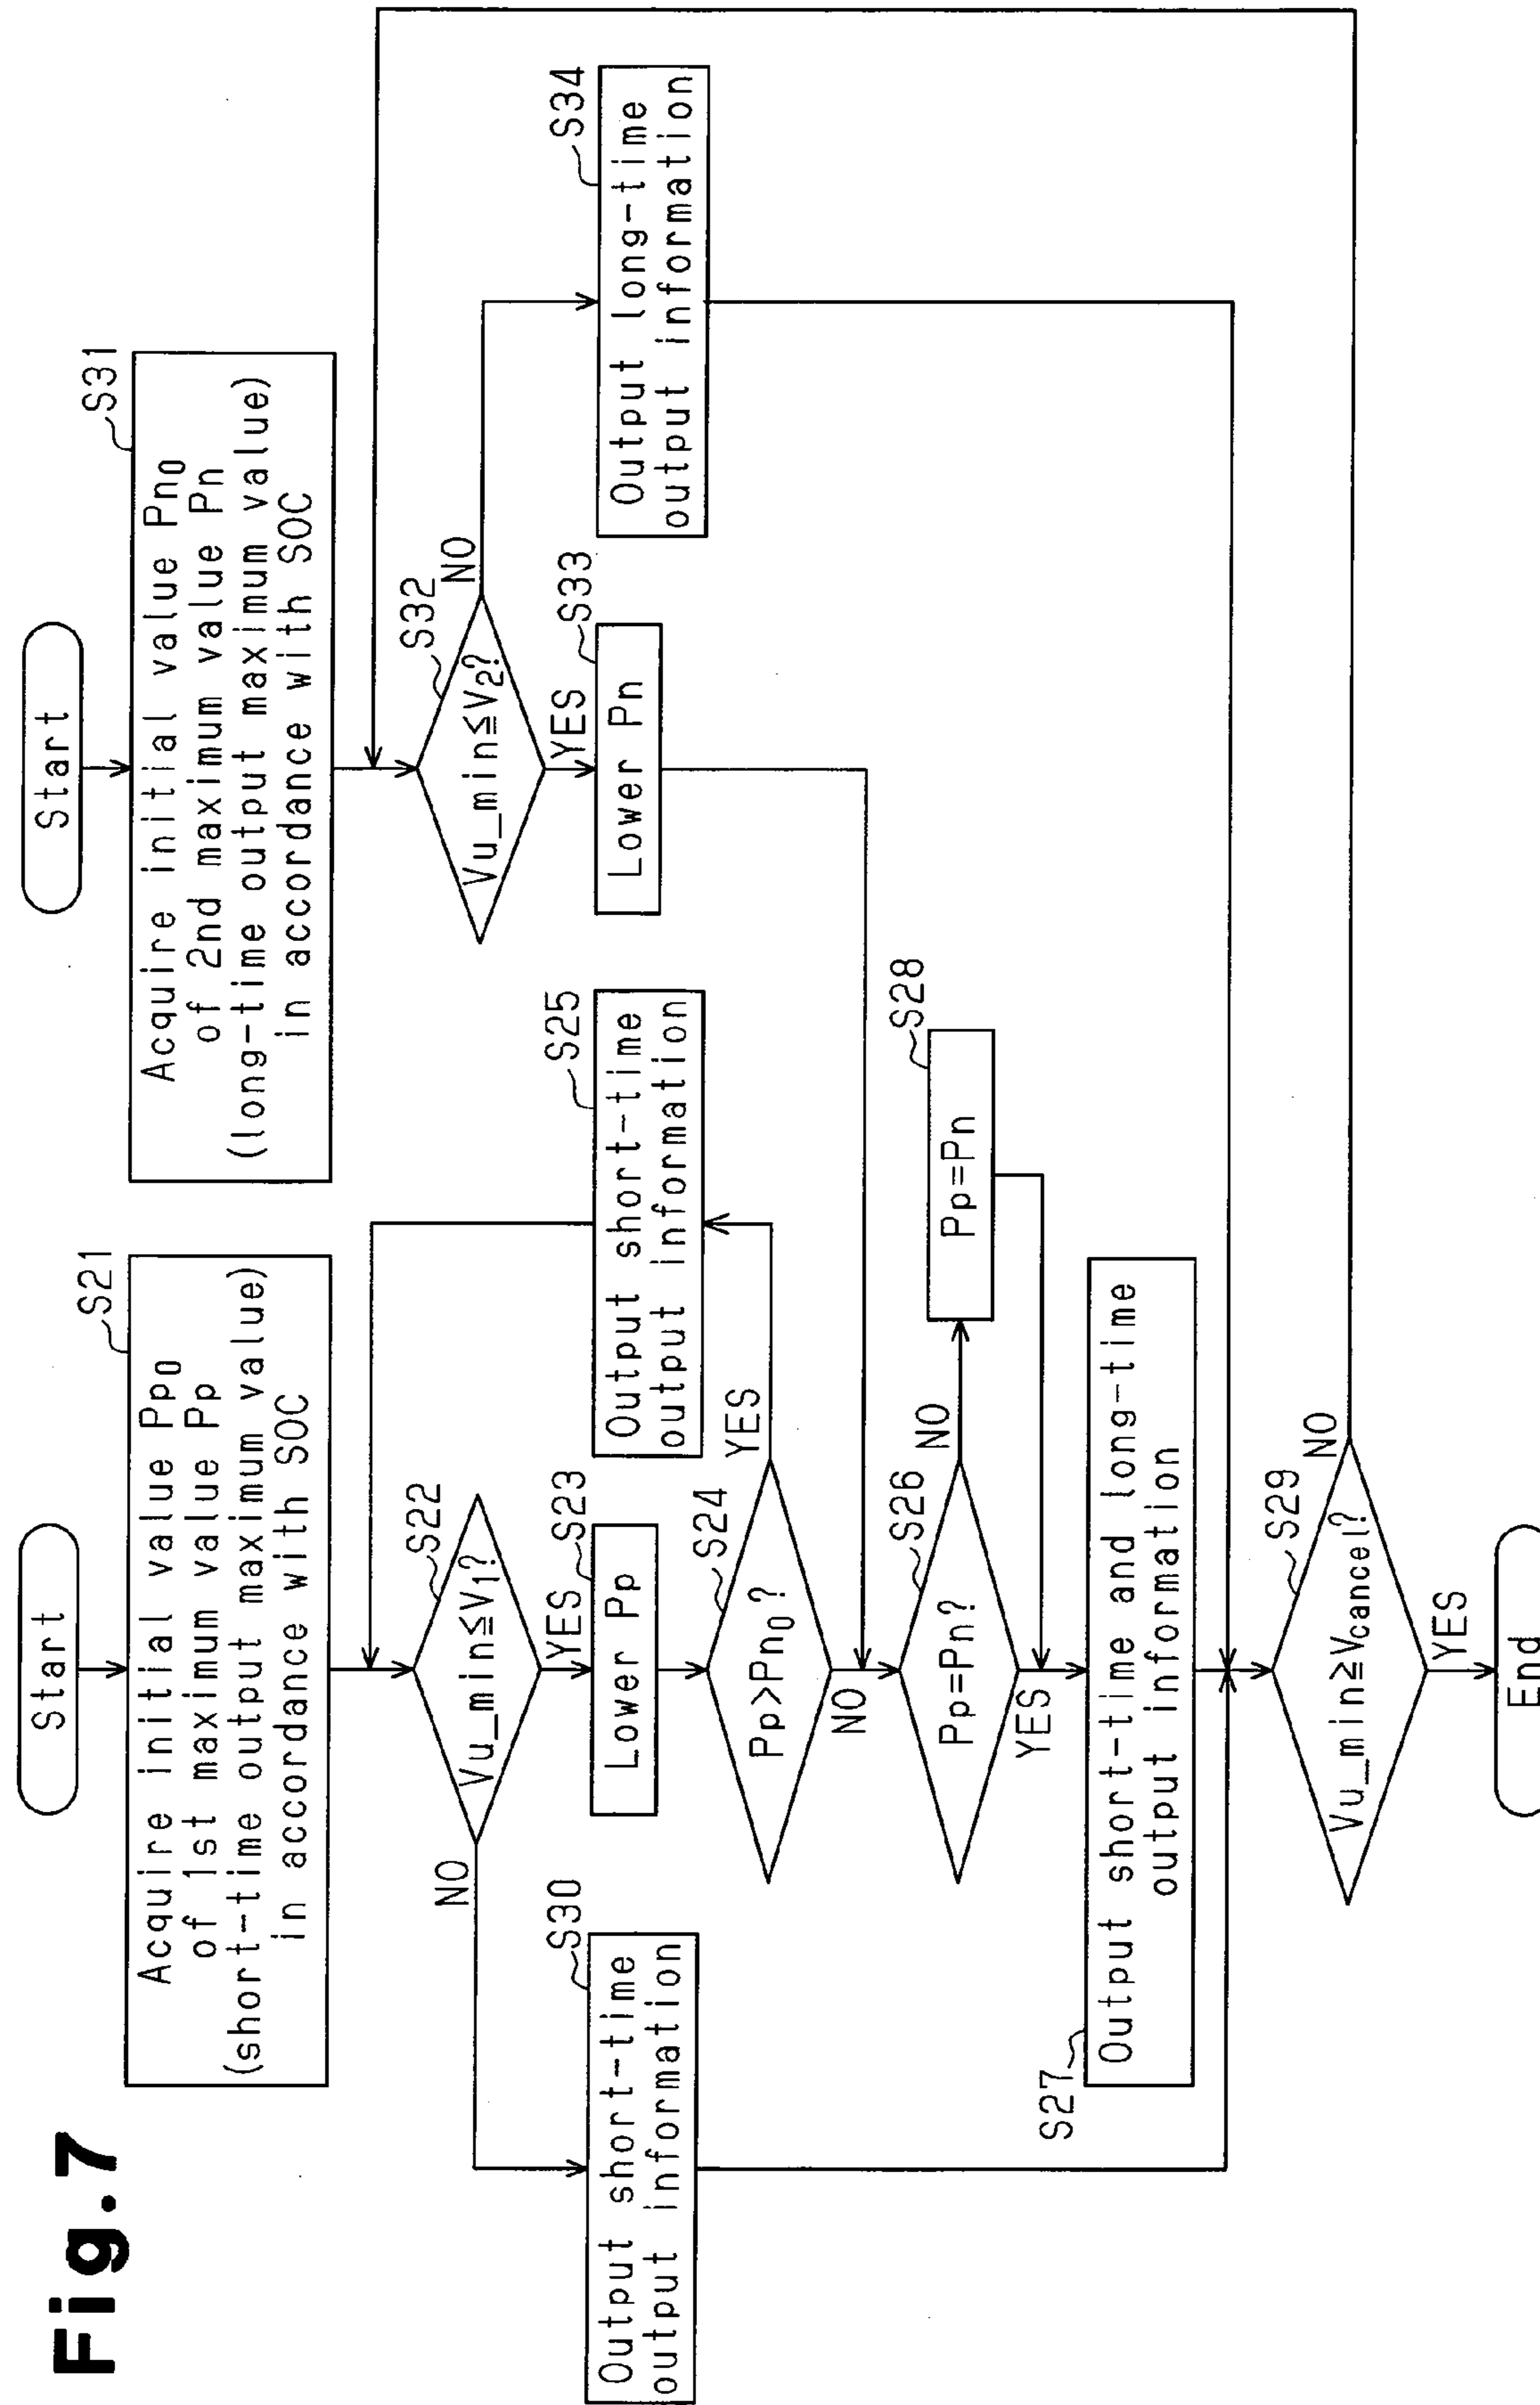 Fig.7
Start
S21
Acquire initial value Pp0
of 1st maximum value Pp
(short-time output maximum value)
in accordance with SOC
S22
Vu_min≦V1?
NO
YES
S30
Output short-time
output information
S23
Lower Pp
S24
Pp>Pn0?
YES
NO
S25
Output short-time
output information
S26
Pp=Pn?
NO
YES
S28
Pp=Pn
S27
Output short-time and long-time
output information
S29
Vu_min≧Vcancel?
NO
YES
End
Start
S31
Acquire initial value Pn0
of 2nd maximum value Pn
(long-time output maximum value)
in accordance with SOC
S32
Vu_min≦V2?
NO
YES
S33
Lower Pn
S34
Output long-time
output information